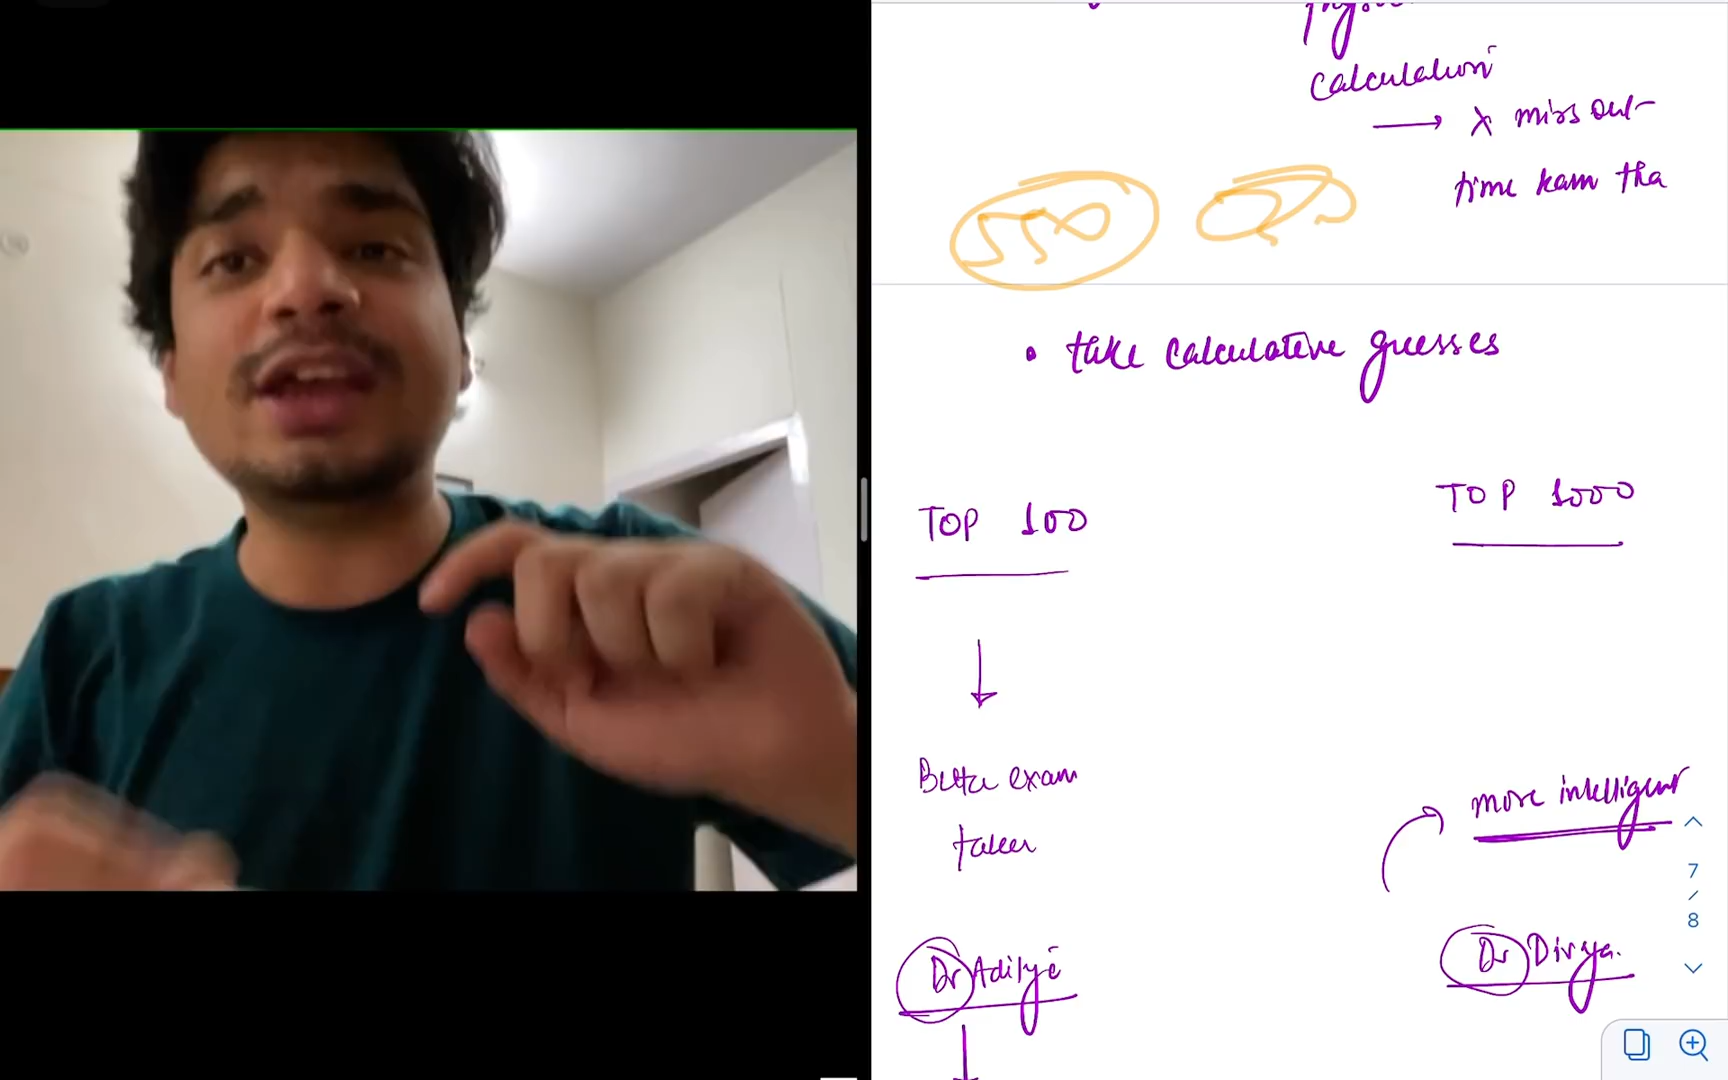 calculation
→ x miss out
time kam tha
550
• take calculative guesses
TOP 100
TOP 1000
↓
Better exam
taker
more intelligent
Dr Aditya
Dr Divya.
7
/
8